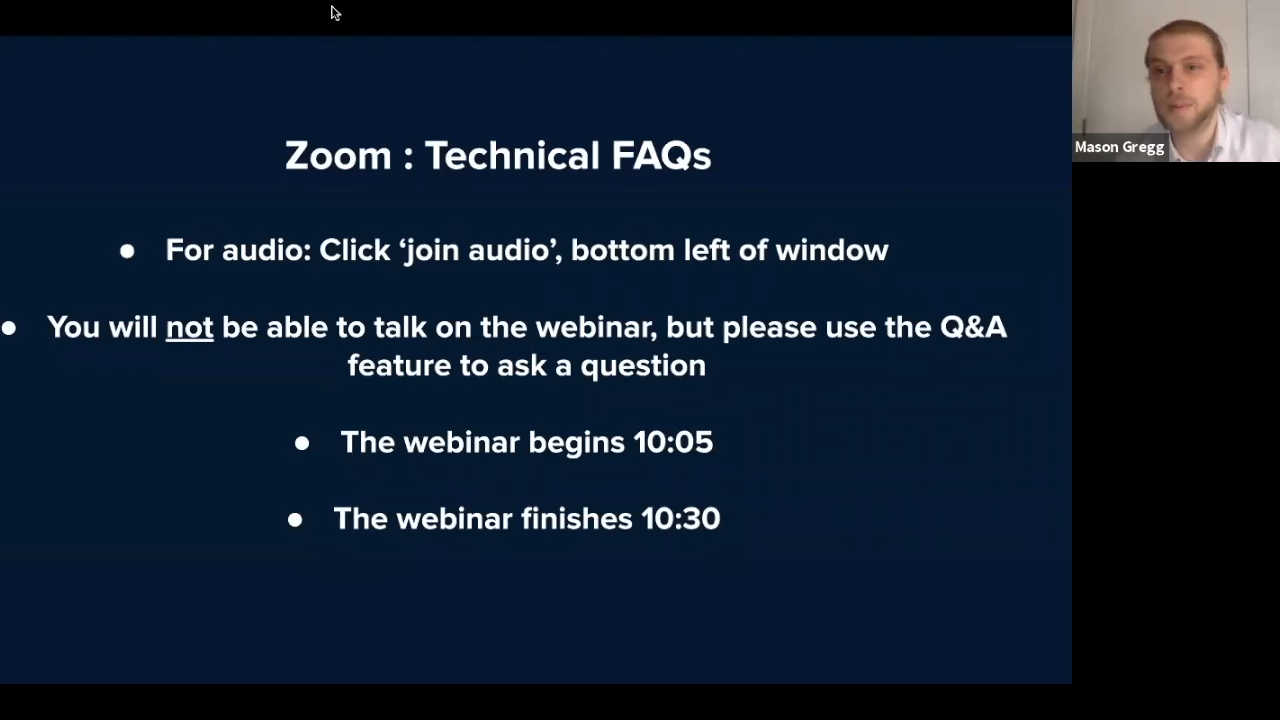 Zoom : Technical FAQs
● For audio: Click ‘join audio’, bottom left of window
● You will not be able to talk on the webinar, but please use the Q&A
feature to ask a question
● The webinar begins 10:05
● The webinar finishes 10:30
Mason Gregg